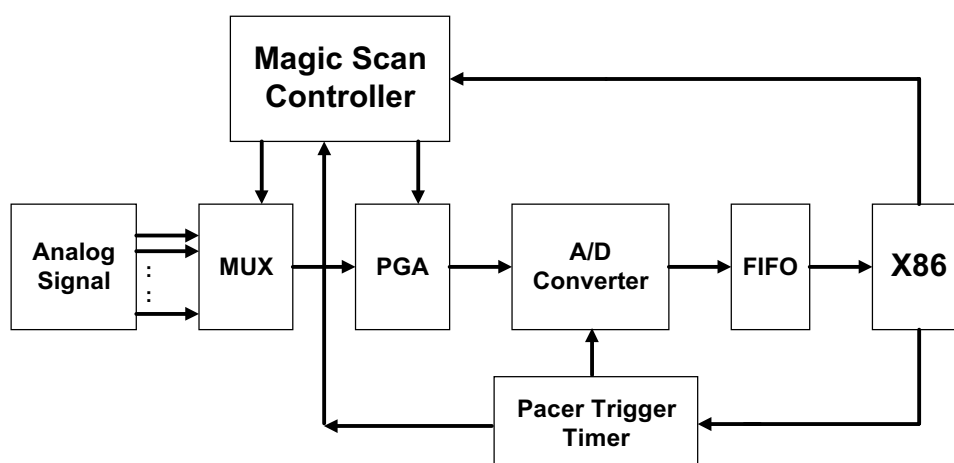 Magic Scan
Controller
Analog
Signal
MUX
PGA
A/D
Converter
FIFO
X86
Pacer Trigger
Timer